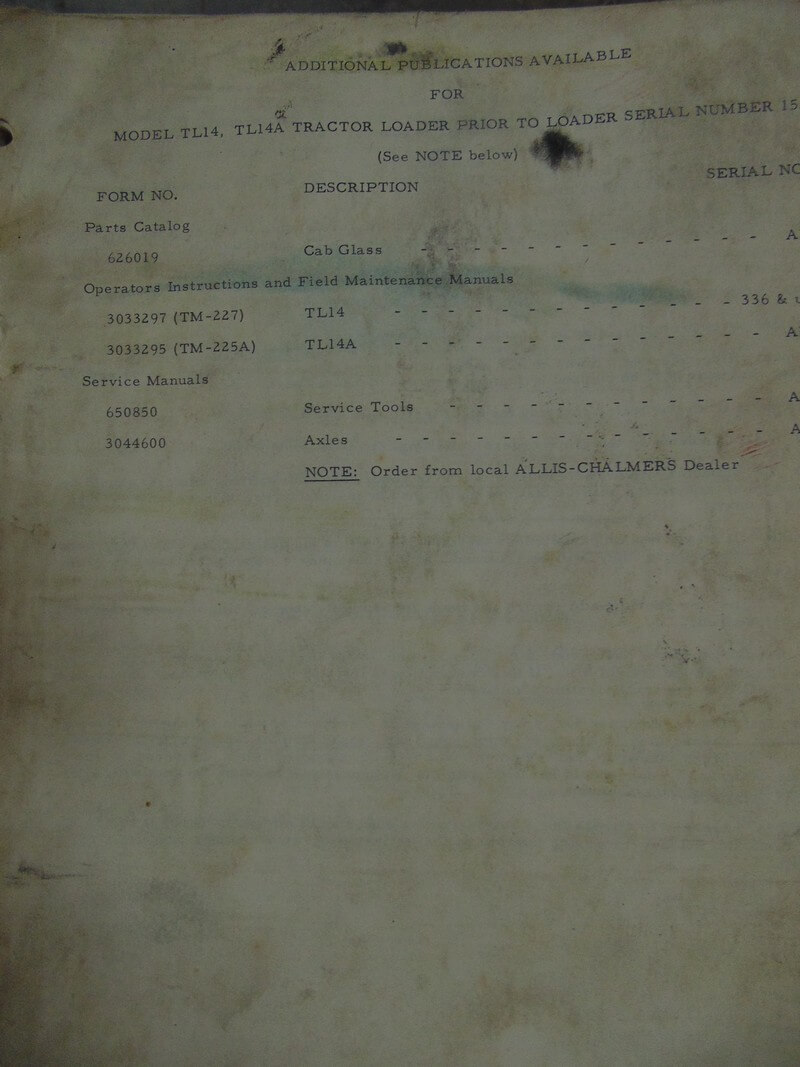 ADDITIONAL PUBLICATIONS AVAILABLE
FOR
MODEL TL14, TL14A TRACTOR LOADER PRIOR TO LOADER SERIAL NUMBER 15
(See NOTE below)
FORM NO. DESCRIPTION SERIAL NO
Parts Catalog
626019 Cab Glass - - - - - - - - - - - - A
Operators Instructions and Field Maintenance Manuals
3033297 (TM-227) TL14 - - - - - - - - - - - - - 336 & u
3033295 (TM-225A) TL14A - - - - - - - - - - - - - - A
Service Manuals
650850 Service Tools - - - - - - - - - - - - A
3044600 Axles - - - - - - - - - - - - - - A
NOTE: Order from local ALLIS-CHALMERS Dealer